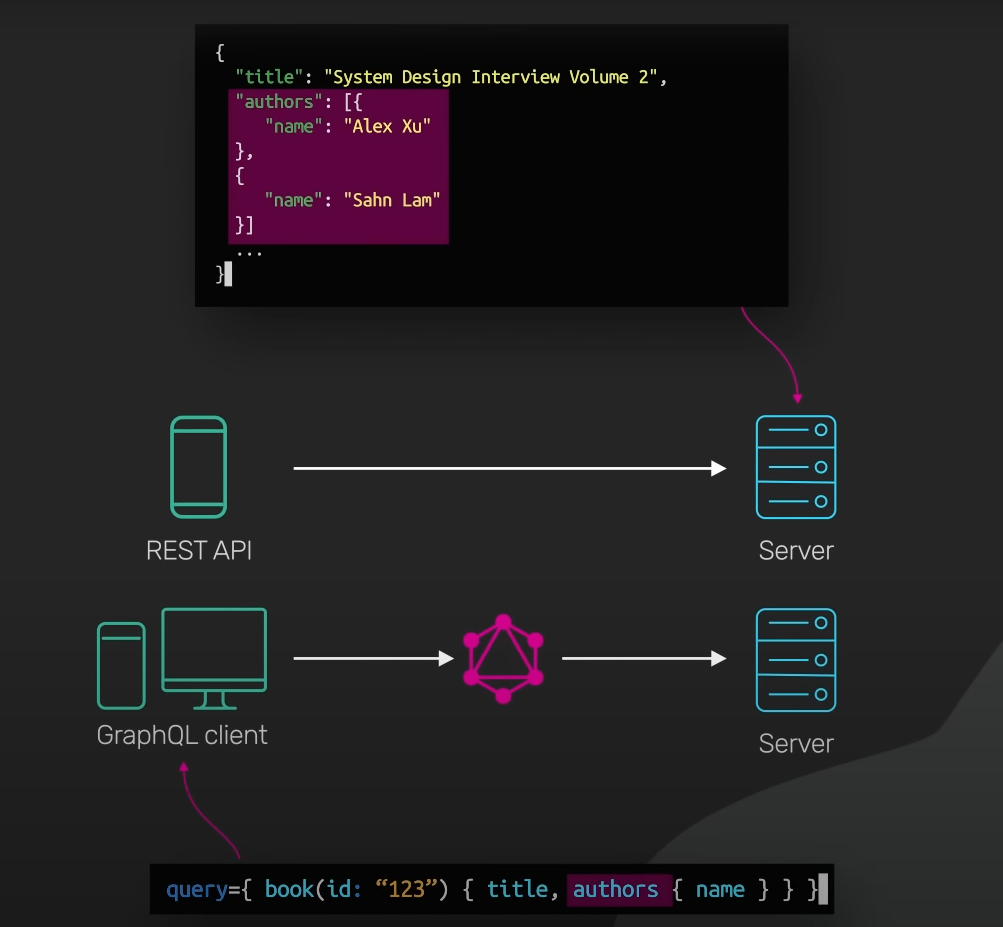 {
"title": "System Design Interview Volume 2",
"authors": [{
"name": "Alex Xu"
},
{
"name": "Sahn Lam"
}]
...
}
REST API
Server
GraphQL client
Server
query={ book(id: “123”) { title, authors { name } } }